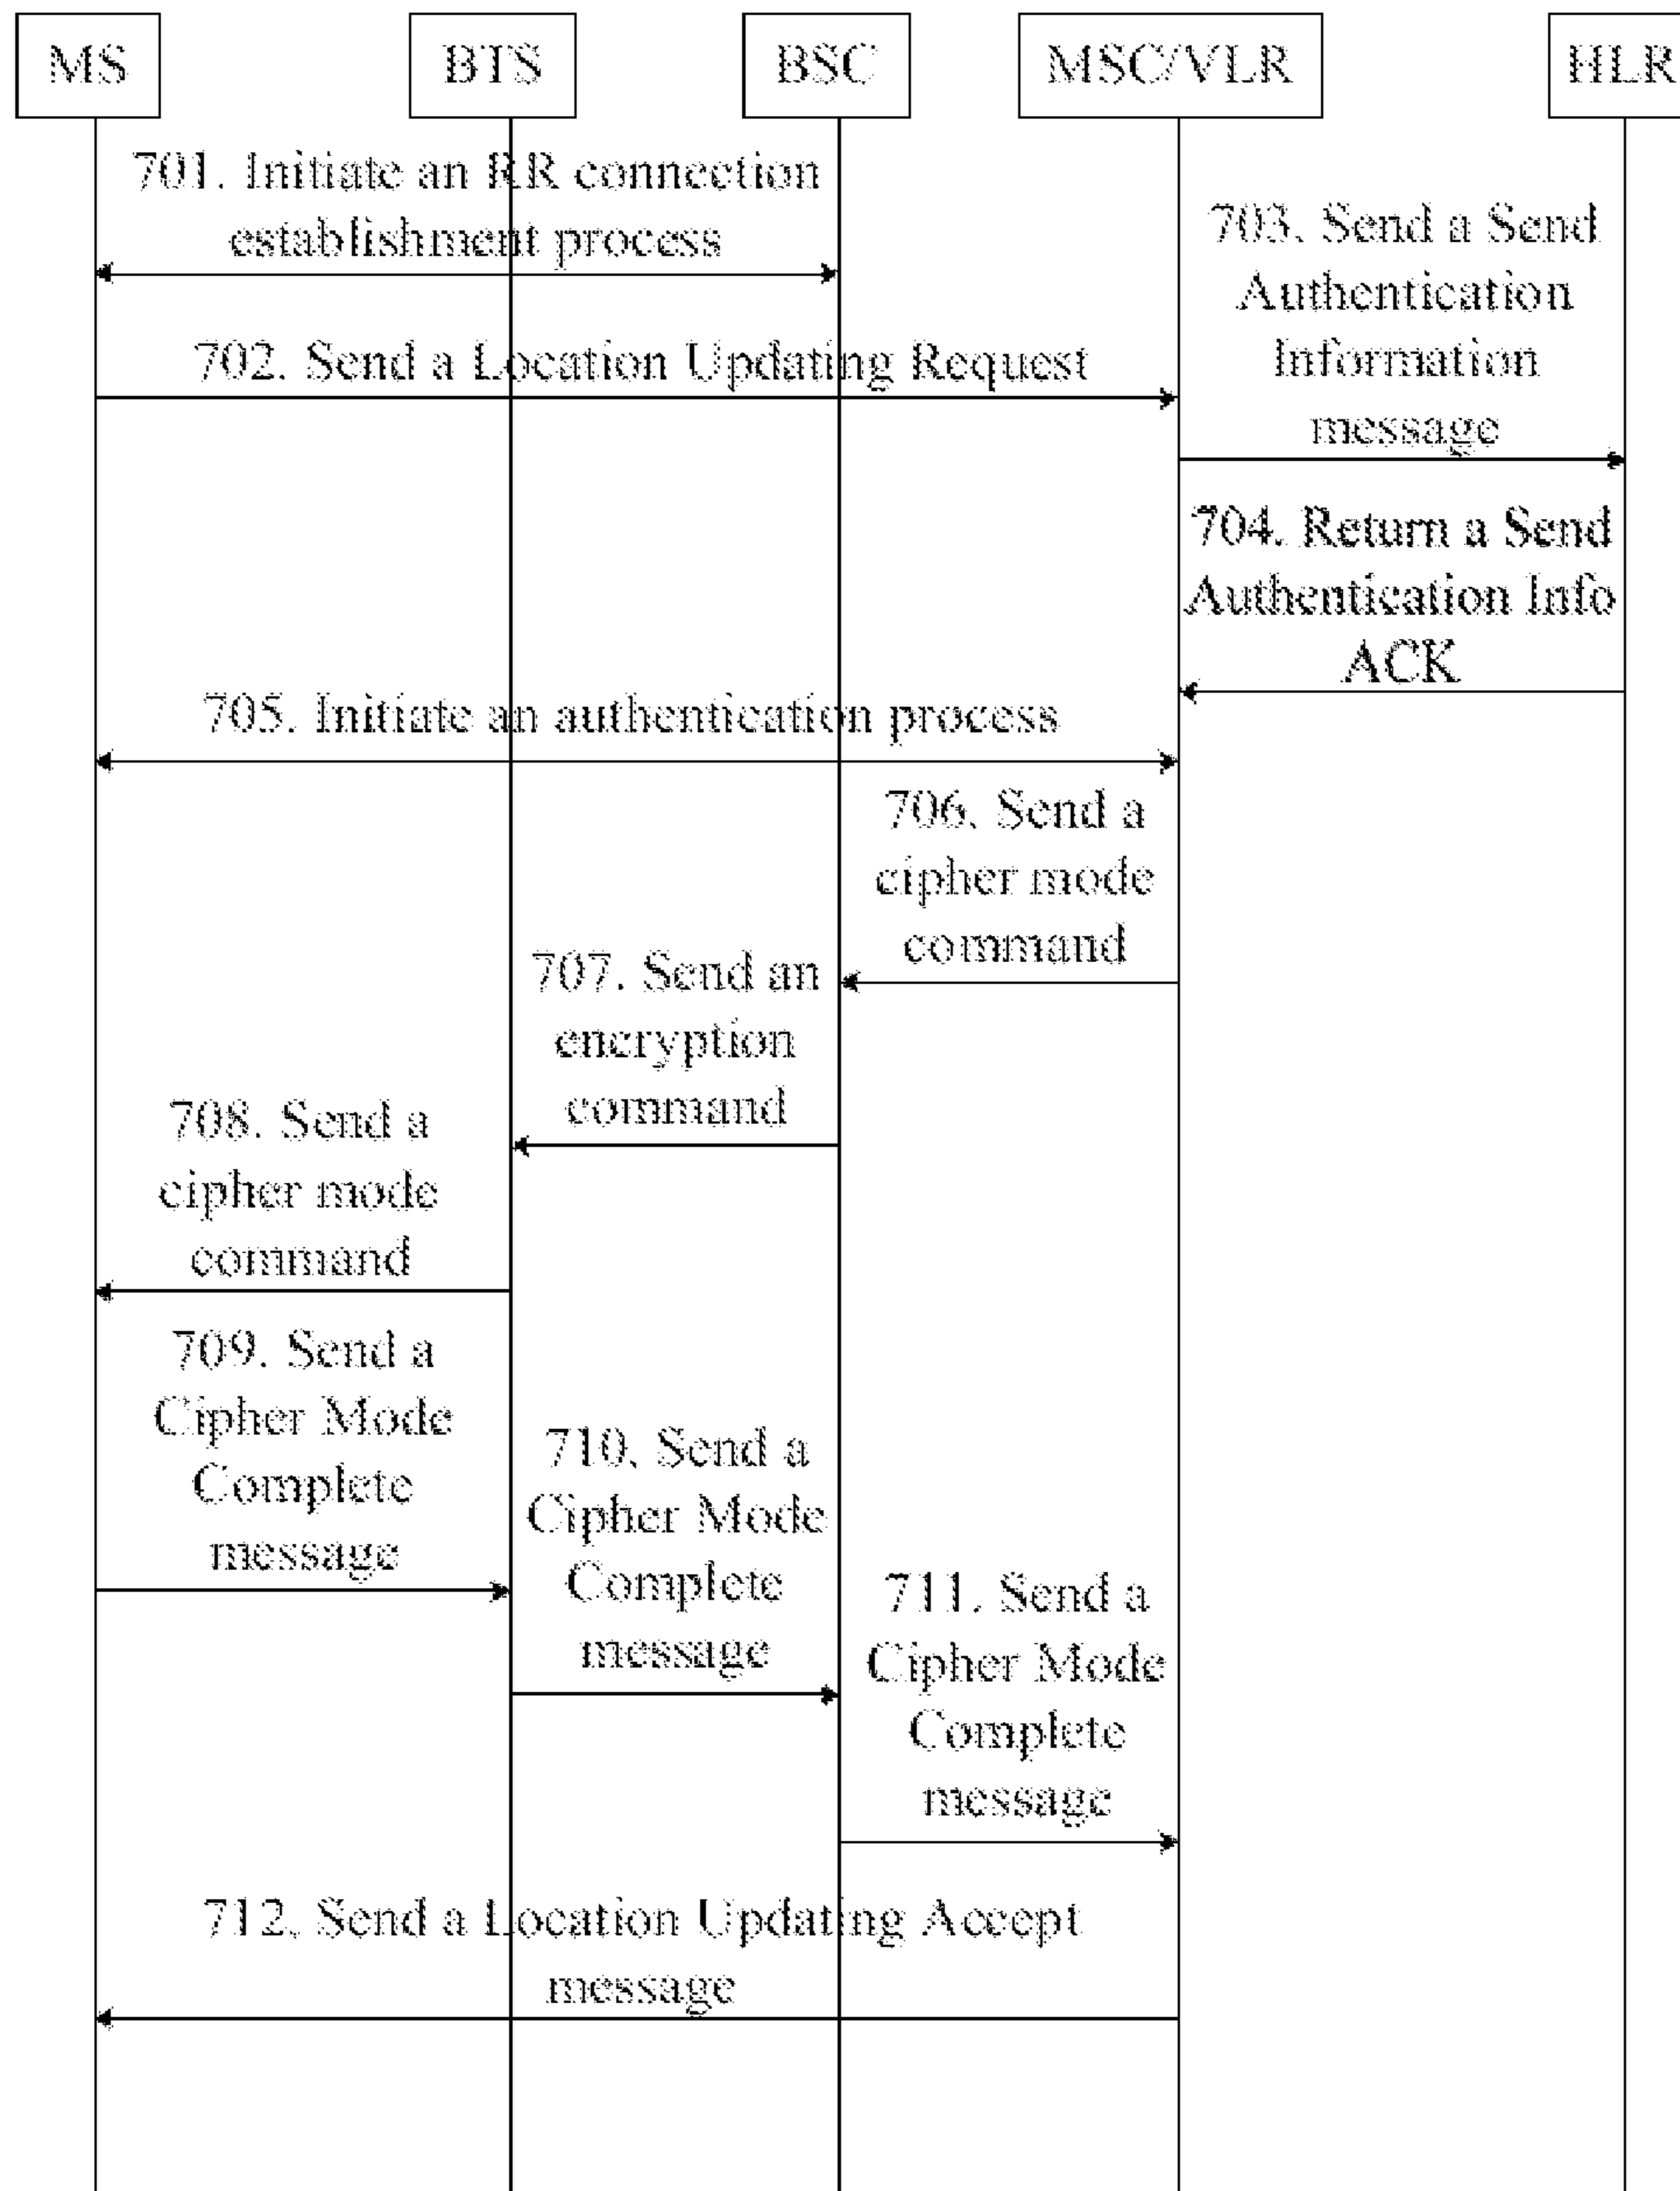 MS
BTS
BSC
MSC/VLR
HLR
701. Initiate an RR connection
establishment process
703. Send a Send
Authentication
Information
message
702. Send a Location Updating Request
704. Return a Send
Authentication Info
ACK
705. Initiate an authentication process
706. Send a
cipher mode
command
707. Send an
encryption
command
708. Send a
cipher mode
command
709. Send a
Cipher Mode
Complete
message
710. Send a
Cipher Mode
Complete
message
711. Send a
Cipher Mode
Complete
message
712. Send a Location Updating Accept
message